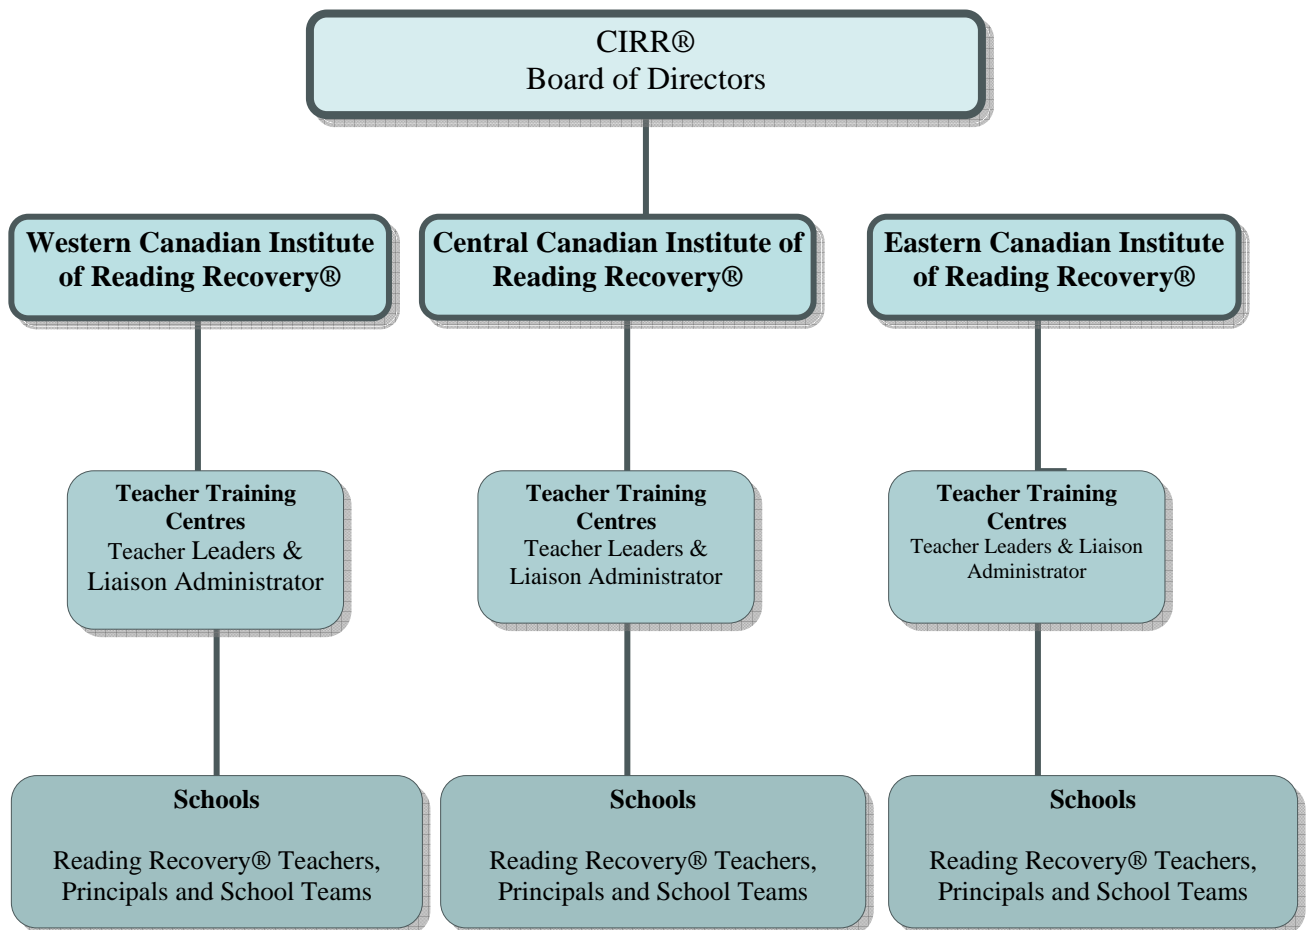 CIRR®
Board of Directors
Western Canadian Institute
of Reading Recovery®
Central Canadian Institute of
Reading Recovery®
Eastern Canadian Institute
of Reading Recovery®
Teacher Training
Centres
Teacher Leaders &
Liaison Administrator
Teacher Training
Centres
Teacher Leaders &
Liaison Administrator
Teacher Training
Centres
Teacher Leaders & Liaison
Administrator
Schools
Reading Recovery® Teachers,
Principals and School Teams
Schools
Reading Recovery® Teachers,
Principals and School Teams
Schools
Reading Recovery® Teachers,
Principals and School Teams